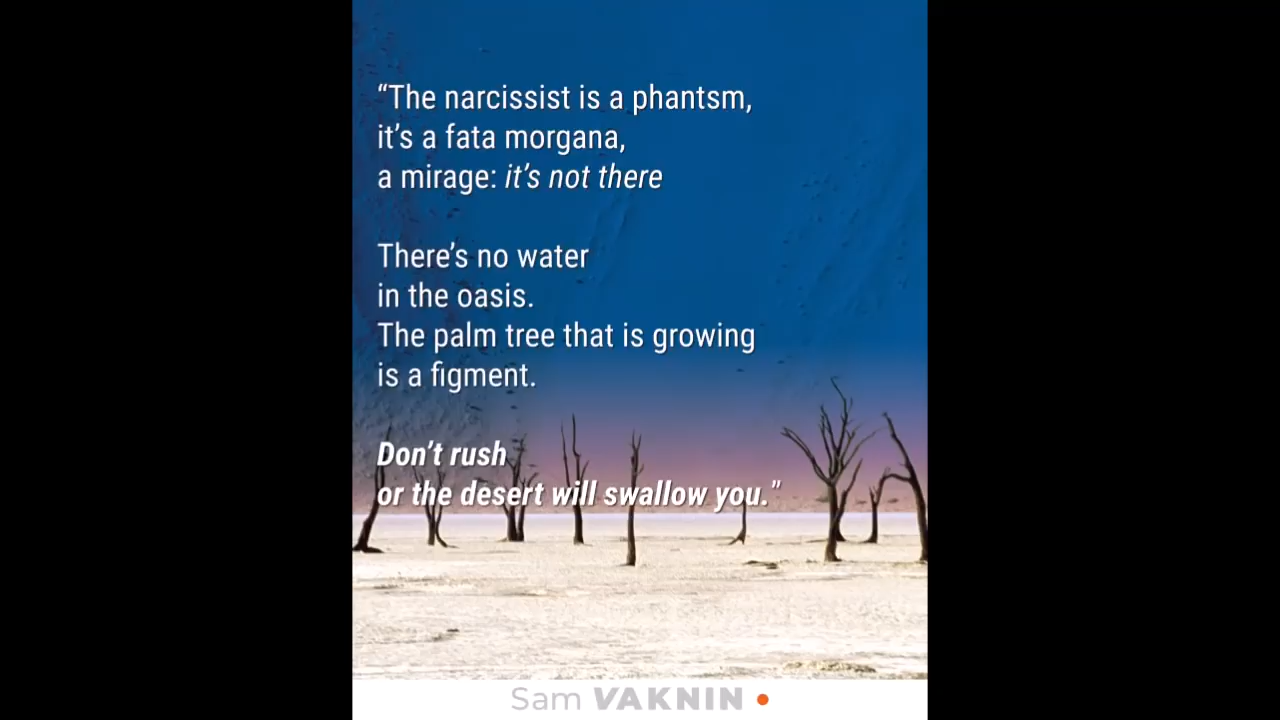 “The narcissist is a phantsm,
it’s a fata morgana,
a mirage: it’s not there
There’s no water
in the oasis.
The palm tree that is growing
is a figment.
Don’t rush
or the desert will swallow you.”
Sam VAKNIN